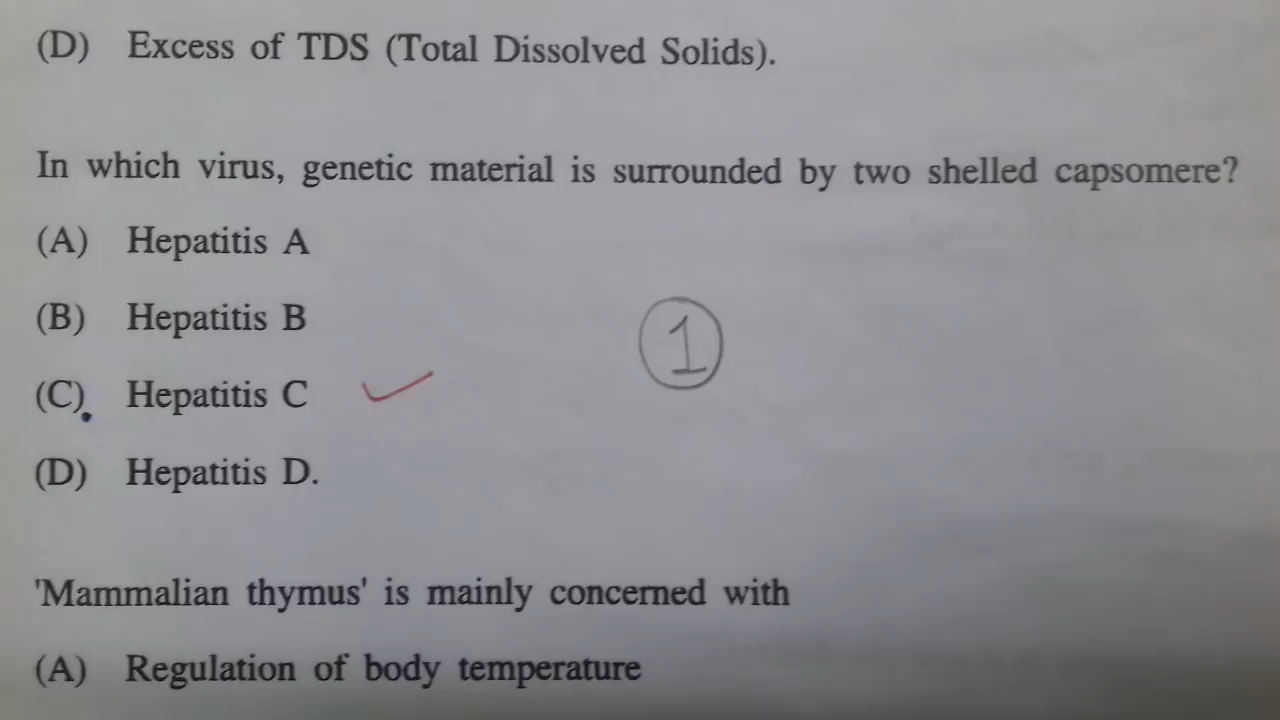 (D) Excess of TDS (Total Dissolved Solids).
In which virus, genetic material is surrounded by two shelled capsomere?
(A) Hepatitis A
(B) Hepatitis B
1
(C) Hepatitis C
(D) Hepatitis D.
'Mammalian thymus' is mainly concerned with
(A) Regulation of body temperature